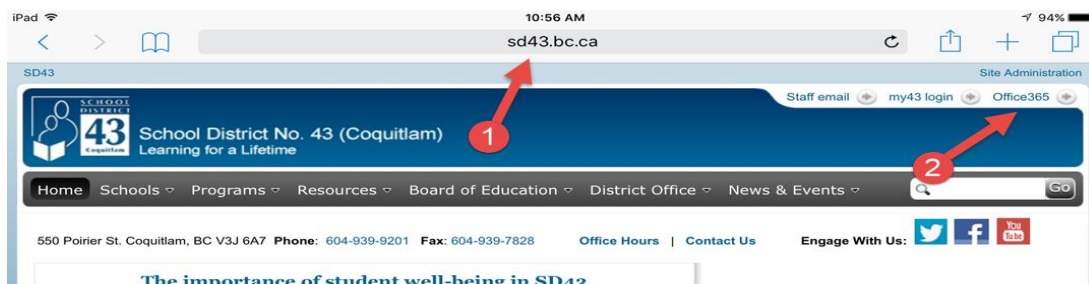 iPad 10:56 AM 94%
sd43.bc.ca
SD43 Site Administration
Staff email my43 login Office365
SCHOOL
DISTRICT
43
Coquitlam
School District No. 43 (Coquitlam)
Learning for a Lifetime
1
2
Home Schools Programs Resources Board of Education District Office News & Events Go
550 Poirier St. Coquitlam, BC V3J 6A7 Phone: 604-939-9201 Fax: 604-939-7828 Office Hours | Contact Us Engage With Us: You Tube
The importance of student well-being in SD43